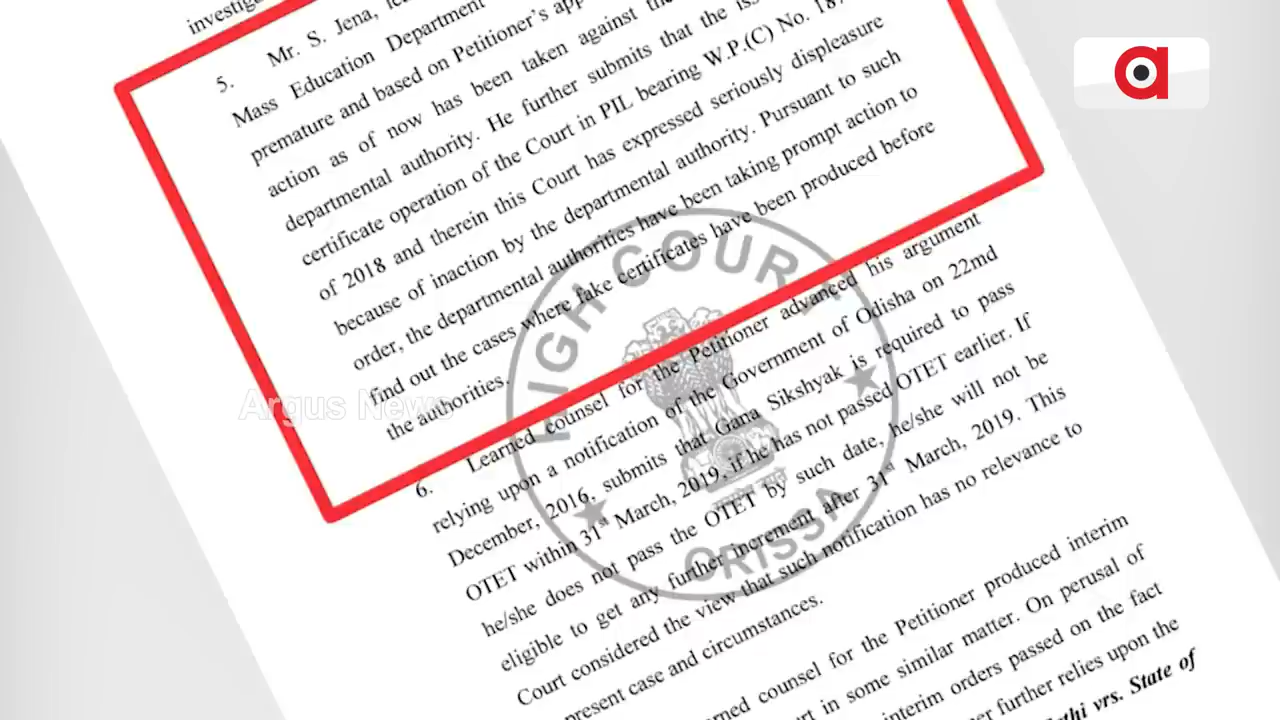 investiga
5. Mr. S. Jena, lea
Mass Education Department
premature and based on Petitioner's app
action as of now has been taken against the
departmental authority. He further submits that the iss
certificate operation of the Court in PIL bearing W.P.(C) No. 187
of 2018 and therein this Court has expressed seriously displeasure
because of inaction by the departmental authority. Pursuant to such
order, the departmental authorities have been taking prompt action to
find out the cases where fake certificates have been produced before
the authorities.
6. Learned counsel for the Petitioner advanced his argument
relying upon a notification of the Government of Odisha on 22md
December, 2016, submits that Gana Sikshyak is required to pass
OTET within 31st March, 2019, if he has not passed OTET earlier. If
he/she does not pass the OTET by such date, he/she will not be
eligible to get any further increment after 31st March, 2019. This
Court considered the view that such notification has no relevance to
present case and circumstances.
rned counsel for the Petitioner produced interim
rt in some similar matter. On perusal of
interim orders passed on the fact
er further relies upon the
thi vrs. State of
HIGH COURT
ORISSA
Argus News
a